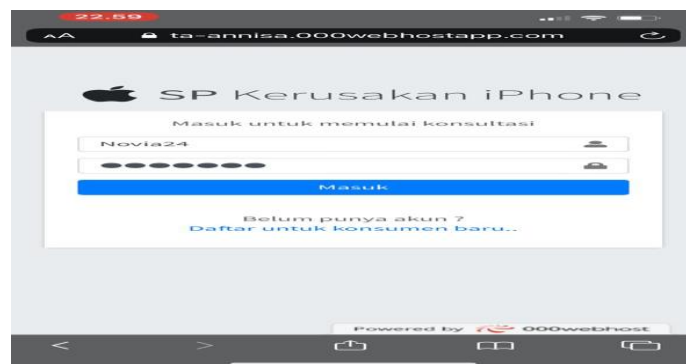 22.59
AA ta-annisa.000webhostapp.com
SP Kerusakan iPhone
Masuk untuk memulai konsultasi
Novia24
Masuk
Belum punya akun ?
Daftar untuk konsumen baru..
Powered by 000webhost